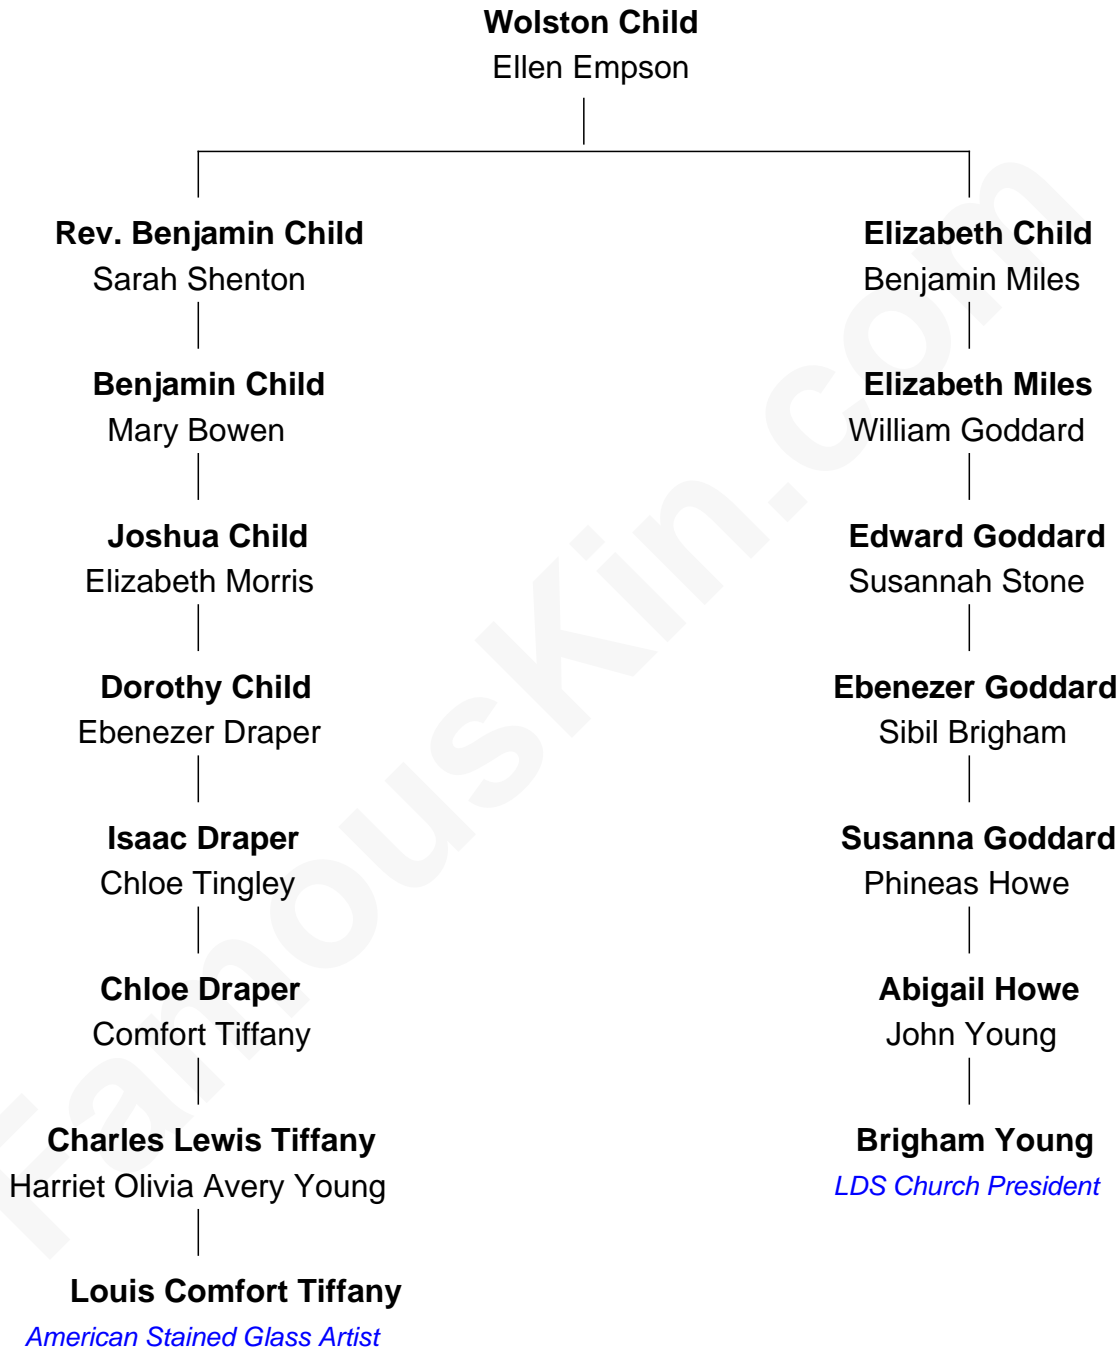 Wolston Child
Ellen Empson
Rev. Benjamin Child
Sarah Shenton
Elizabeth Child
Benjamin Miles
Benjamin Child
Mary Bowen
Elizabeth Miles
William Goddard
Joshua Child
Elizabeth Morris
Edward Goddard
Susannah Stone
Dorothy Child
Ebenezer Draper
Ebenezer Goddard
Sibil Brigham
Isaac Draper
Chloe Tingley
Susanna Goddard
Phineas Howe
Chloe Draper
Comfort Tiffany
Abigail Howe
John Young
Charles Lewis Tiffany
Harriet Olivia Avery Young
Brigham Young
LDS Church President
Louis Comfort Tiffany
American Stained Glass Artist
FamousKin.com